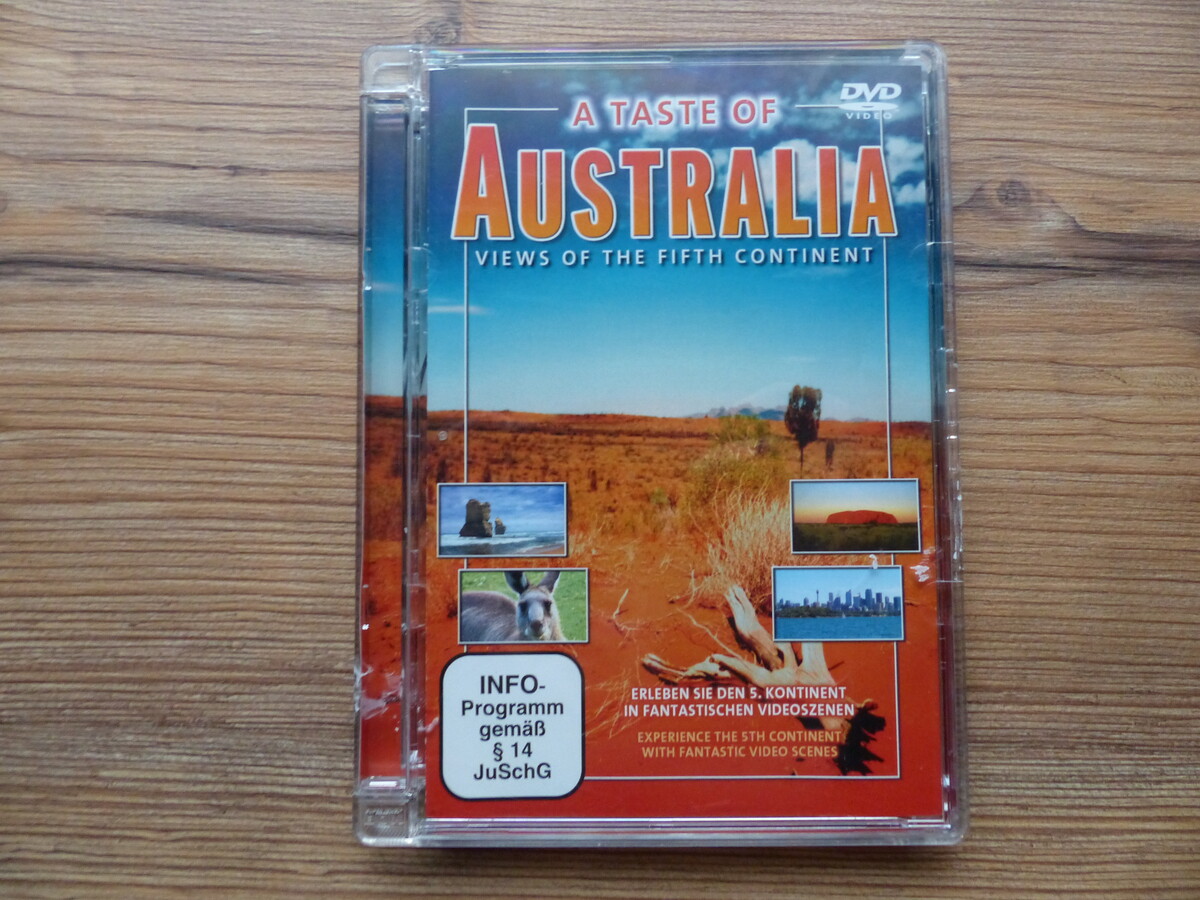 A TASTE OF
DVD
VIDEO
AUSTRALIA
VIEWS OF THE FIFTH CONTINENT
INFO-
Programm
gemäß
§ 14
JuSchG
ERLEBEN SIE DEN 5. KONTINENT
IN FANTASTISCHEN VIDEOSZENEN
EXPERIENCE THE 5TH CONTINENT
WITH FANTASTIC VIDEO SCENES